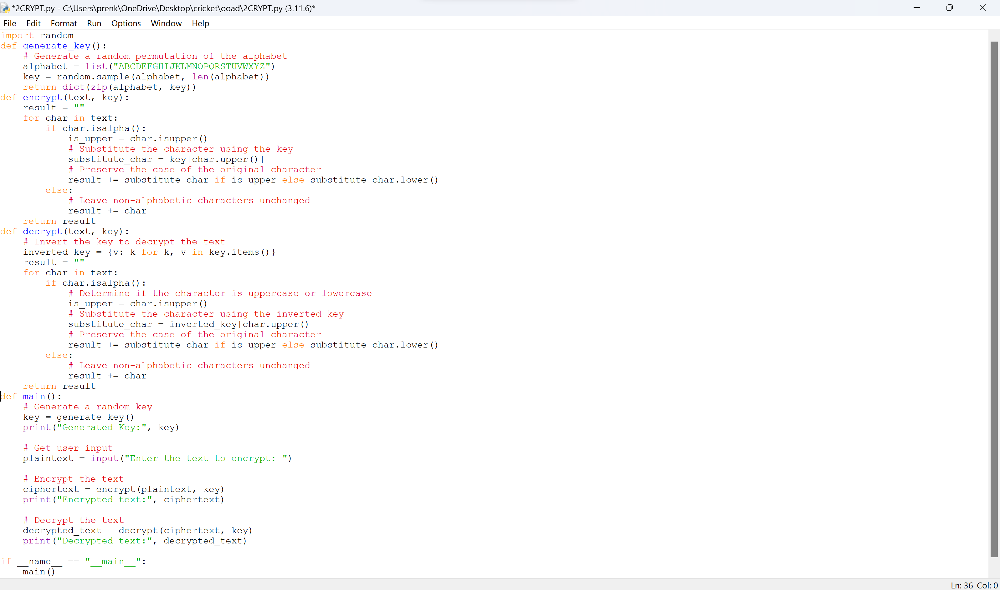 *2CRYPT.py - C:\Users\prenk\OneDrive\Desktop\cricket\ooad\2CRYPT.py (3.11.6)*
File Edit Format Run Options Window Help
import random
def generate_key():
    # Generate a random permutation of the alphabet
    alphabet = list("ABCDEFGHIJKLMNOPQRSTUVWXYZ")
    key = random.sample(alphabet, len(alphabet))
    return dict(zip(alphabet, key))
def encrypt(text, key):
    result = ""
    for char in text:
        if char.isalpha():
            is_upper = char.isupper()
            # Substitute the character using the key
            substitute_char = key[char.upper()]
            # Preserve the case of the original character
            result += substitute_char if is_upper else substitute_char.lower()
        else:
            # Leave non-alphabetic characters unchanged
            result += char
    return result
def decrypt(text, key):
    # Invert the key to decrypt the text
    inverted_key = {v: k for k, v in key.items()}
    result = ""
    for char in text:
        if char.isalpha():
            # Determine if the character is uppercase or lowercase
            is_upper = char.isupper()
            # Substitute the character using the inverted key
            substitute_char = inverted_key[char.upper()]
            # Preserve the case of the original character
            result += substitute_char if is_upper else substitute_char.lower()
        else:
            # Leave non-alphabetic characters unchanged
            result += char
    return result
def main():
    # Generate a random key
    key = generate_key()
    print("Generated Key:", key)

    # Get user input
    plaintext = input("Enter the text to encrypt: ")

    # Encrypt the text
    ciphertext = encrypt(plaintext, key)
    print("Encrypted text:", ciphertext)

    # Decrypt the text
    decrypted_text = decrypt(ciphertext, key)
    print("Decrypted text:", decrypted_text)

if __name__ == "__main__":
    main()
Ln: 36 Col: 0